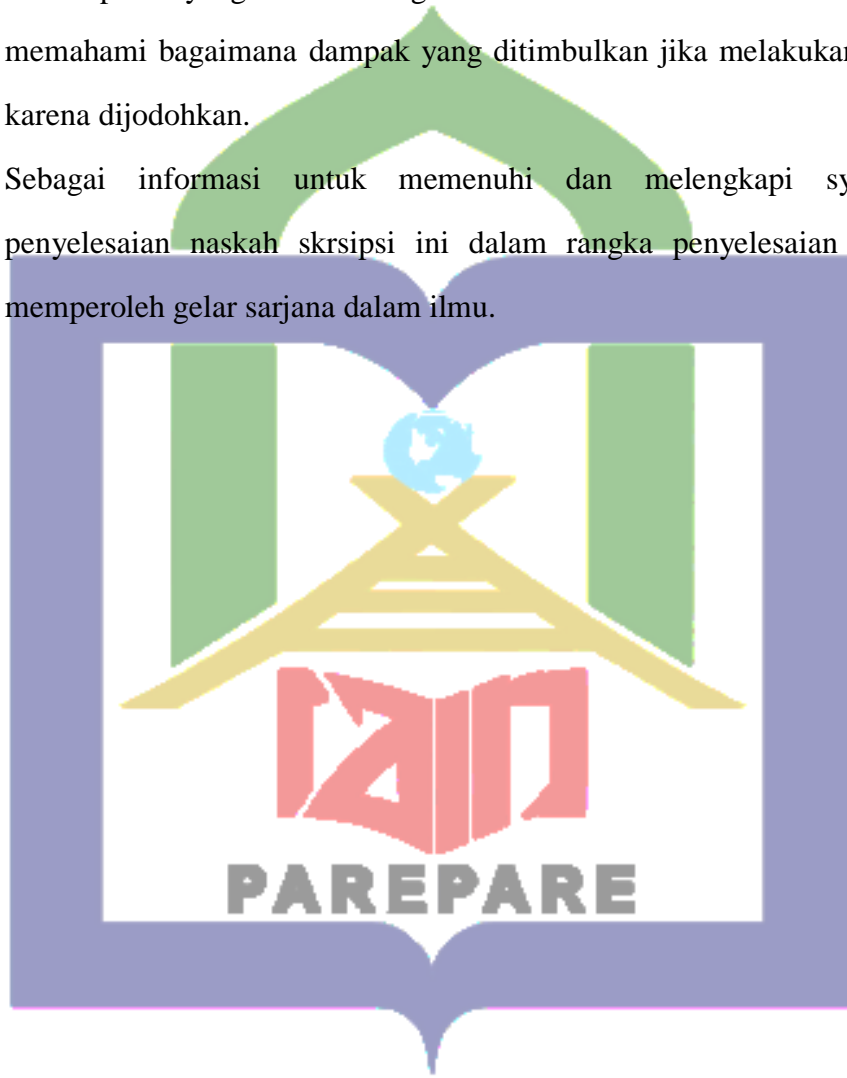 memahami bagaimana dampak yang ditimbulkan jika melakukan
karena dijodohkan.
Sebagai informasi untuk memenuhi dan melengkapi
penyelesaian naskah skrsipsi ini dalam rangka penyelesaian
memperoleh gelar sarjana dalam ilmu.
iain
PAREPARE